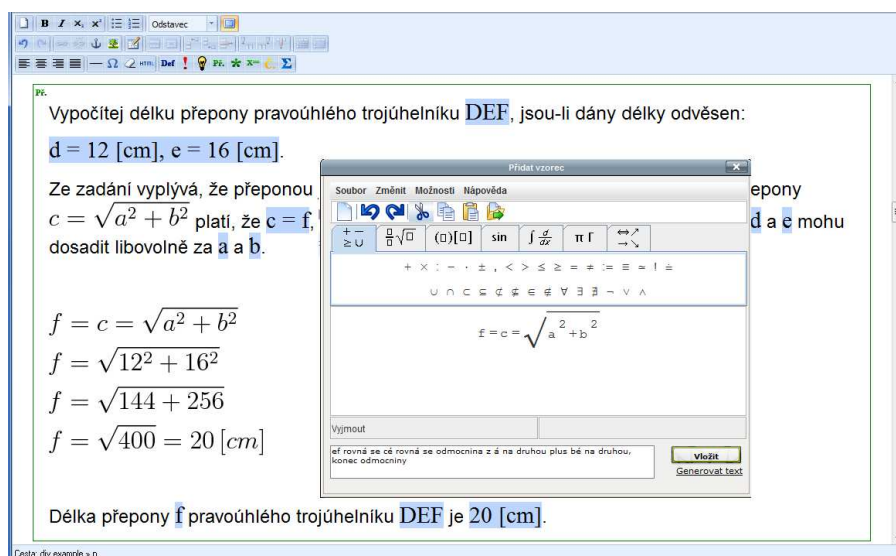 B I X₂ x² Odstavec
Ω HTML Def ! Př. Σ
Př.
Vypočítej délku přepony pravoúhlého trojúhelníku DEF, jsou-li dány délky odvěsen:
d = 12 [cm], e = 16 [cm].
Přidat vzorec
Ze zadání vyplývá, že přeponou
epony
Soubor Změnit Možnosti Nápověda
c = √(a² + b²) platí, že c = f,
d a e mohu
dosadit libovolně za a a b.
+ − ≥ ∪ (▯)[▯] sin ∫ d/dx π Γ
+ × : − · ± , < > ≤ ≥ = ≠ := ≡ ≃ ! ≐
∪ ∩ ⊂ ⊆ ⊄ ⊈ ∈ ∉ ∀ ∃ ∄ ¬ ∨ ∧
f = c = √(a² + b²)
f = c = √(a² + b²)
f = √(12² + 16²)
f = √(144 + 256)
f = √400 = 20 [cm]
Vyjmout
ef rovná se cé rovná se odmocnina z á na druhou plus bé na druhou,
konec odmocniny
Vložit
Generovat text
Délka přepony f pravoúhlého trojúhelníku DEF je 20 [cm].
Cesta: div.example » p